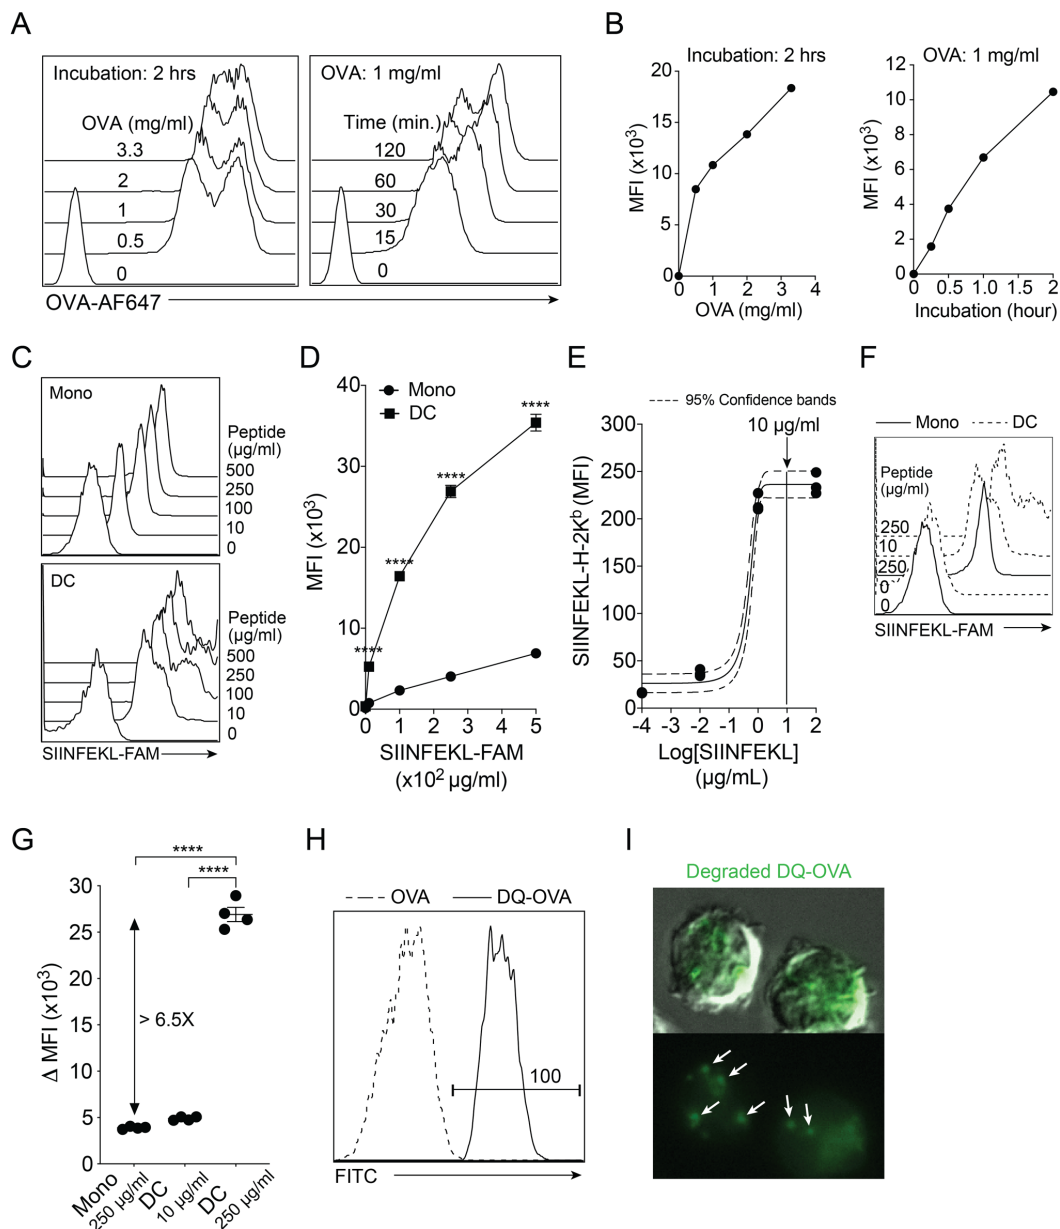 A
Incubation: 2 hrs
OVA (mg/ml)
3.3
2
1
0.5
0
OVA: 1 mg/ml
Time (min.)
120
60
30
15
0
OVA-AF647
B
Incubation: 2 hrs
MFI (x10³)
20
15
10
5
0
0 1 2 3 4
OVA (mg/ml)
OVA: 1 mg/ml
MFI (x10³)
12
10
8
6
4
2
0
0 0.5 1.0 2
Incubation (hour)
C
Mono
Peptide
(µg/ml)
500
250
100
10
0
DC
Peptide
(µg/ml)
500
250
100
10
0
SIINFEKL-FAM
D
Mono
DC
MFI (x10³)
40
30
20
10
0
****
****
****
****
0 1 2 3 4 5
SIINFEKL-FAM
(x10² µg/ml)
E
95% Confidence bands
10 µg/ml
SIINFEKL-H-2Kᵇ (MFI)
300
250
200
150
100
50
0
-4 -3 -2 -1 0 1 2
Log[SIINFEKL]
(µg/mL)
F
Mono DC
Peptide
(µg/ml)
250
10
250
0
0
SIINFEKL-FAM
G
****
****
Δ MFI (x10³)
30
25
20
15
10
5
0
> 6.5X
Mono
250 µg/ml
DC
10 µg/ml
DC
250 µg/ml
H
OVA DQ-OVA
100
FITC
I
Degraded DQ-OVA